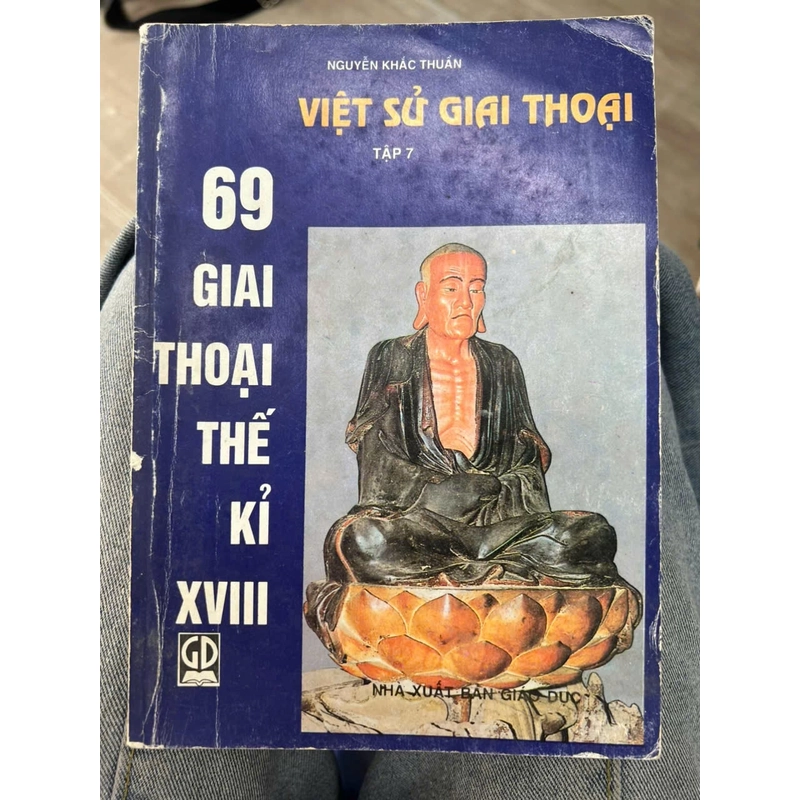 NGUYỄN KHẮC THUẦN
VIỆT SỬ GIAI THOẠI
TẬP 7
69
GIAI
THOẠI
THẾ
KỈ
XVIII
GD
NHÀ XUẤT BẢN GIÁO DỤC